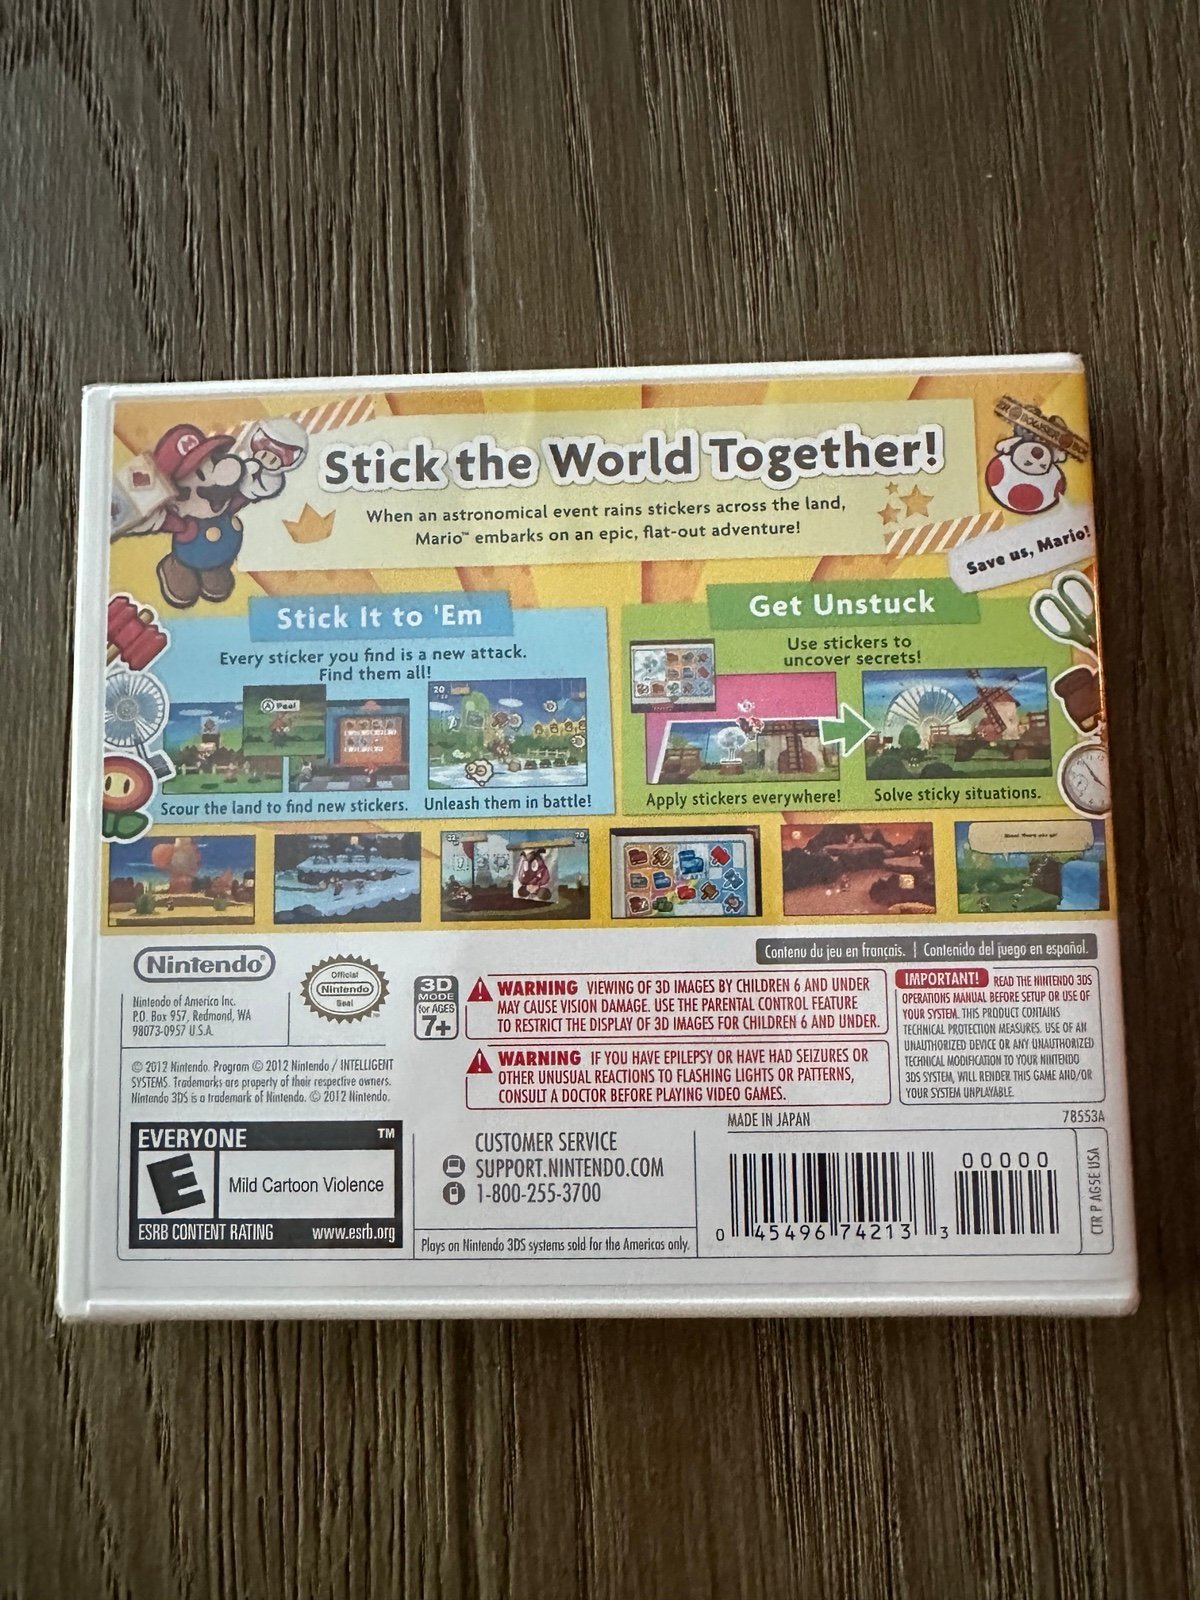 Stick the World Together!
When an astronomical event rains stickers across the land,
Mario™ embarks on an epic, flat-out adventure!
BOWSER
Save us, Mario!
Stick It to 'Em
Every sticker you find is a new attack.
Find them all!
Ⓐ Peel
20
Scour the land to find new stickers.
Unleash them in battle!
Get Unstuck
Use stickers to
uncover secrets!
Apply stickers everywhere!
Solve sticky situations.
22
70
Nintendo®
Official
Nintendo
Seal
Nintendo of America Inc.
P.O. Box 957, Redmond, WA
98073-0957 U.S.A.
© 2012 Nintendo. Program © 2012 Nintendo / INTELLIGENT
SYSTEMS. Trademarks are property of their respective owners.
Nintendo 3DS is a trademark of Nintendo. © 2012 Nintendo.
Contenu du jeu en français. | Contenido del juego en español.
3D
MODE
for AGES
7+
WARNING VIEWING OF 3D IMAGES BY CHILDREN 6 AND UNDER
MAY CAUSE VISION DAMAGE. USE THE PARENTAL CONTROL FEATURE
TO RESTRICT THE DISPLAY OF 3D IMAGES FOR CHILDREN 6 AND UNDER.
WARNING IF YOU HAVE EPILEPSY OR HAVE HAD SEIZURES OR
OTHER UNUSUAL REACTIONS TO FLASHING LIGHTS OR PATTERNS,
CONSULT A DOCTOR BEFORE PLAYING VIDEO GAMES.
IMPORTANT! READ THE NINTENDO 3DS
OPERATIONS MANUAL BEFORE SETUP OR USE OF
YOUR SYSTEM. THIS PRODUCT CONTAINS
TECHNICAL PROTECTION MEASURES. USE OF AN
UNAUTHORIZED DEVICE OR ANY UNAUTHORIZED
TECHNICAL MODIFICATION TO YOUR NINTENDO
3DS SYSTEM, WILL RENDER THIS GAME AND/OR
YOUR SYSTEM UNPLAYABLE.
EVERYONE ™
E
Mild Cartoon Violence
ESRB CONTENT RATING www.esrb.org
CUSTOMER SERVICE
SUPPORT.NINTENDO.COM
1-800-255-3700
Plays on Nintendo 3DS systems sold for the Americas only.
MADE IN JAPAN
78553A
00000
0 45496 74213 3
CTR P AG5E USA